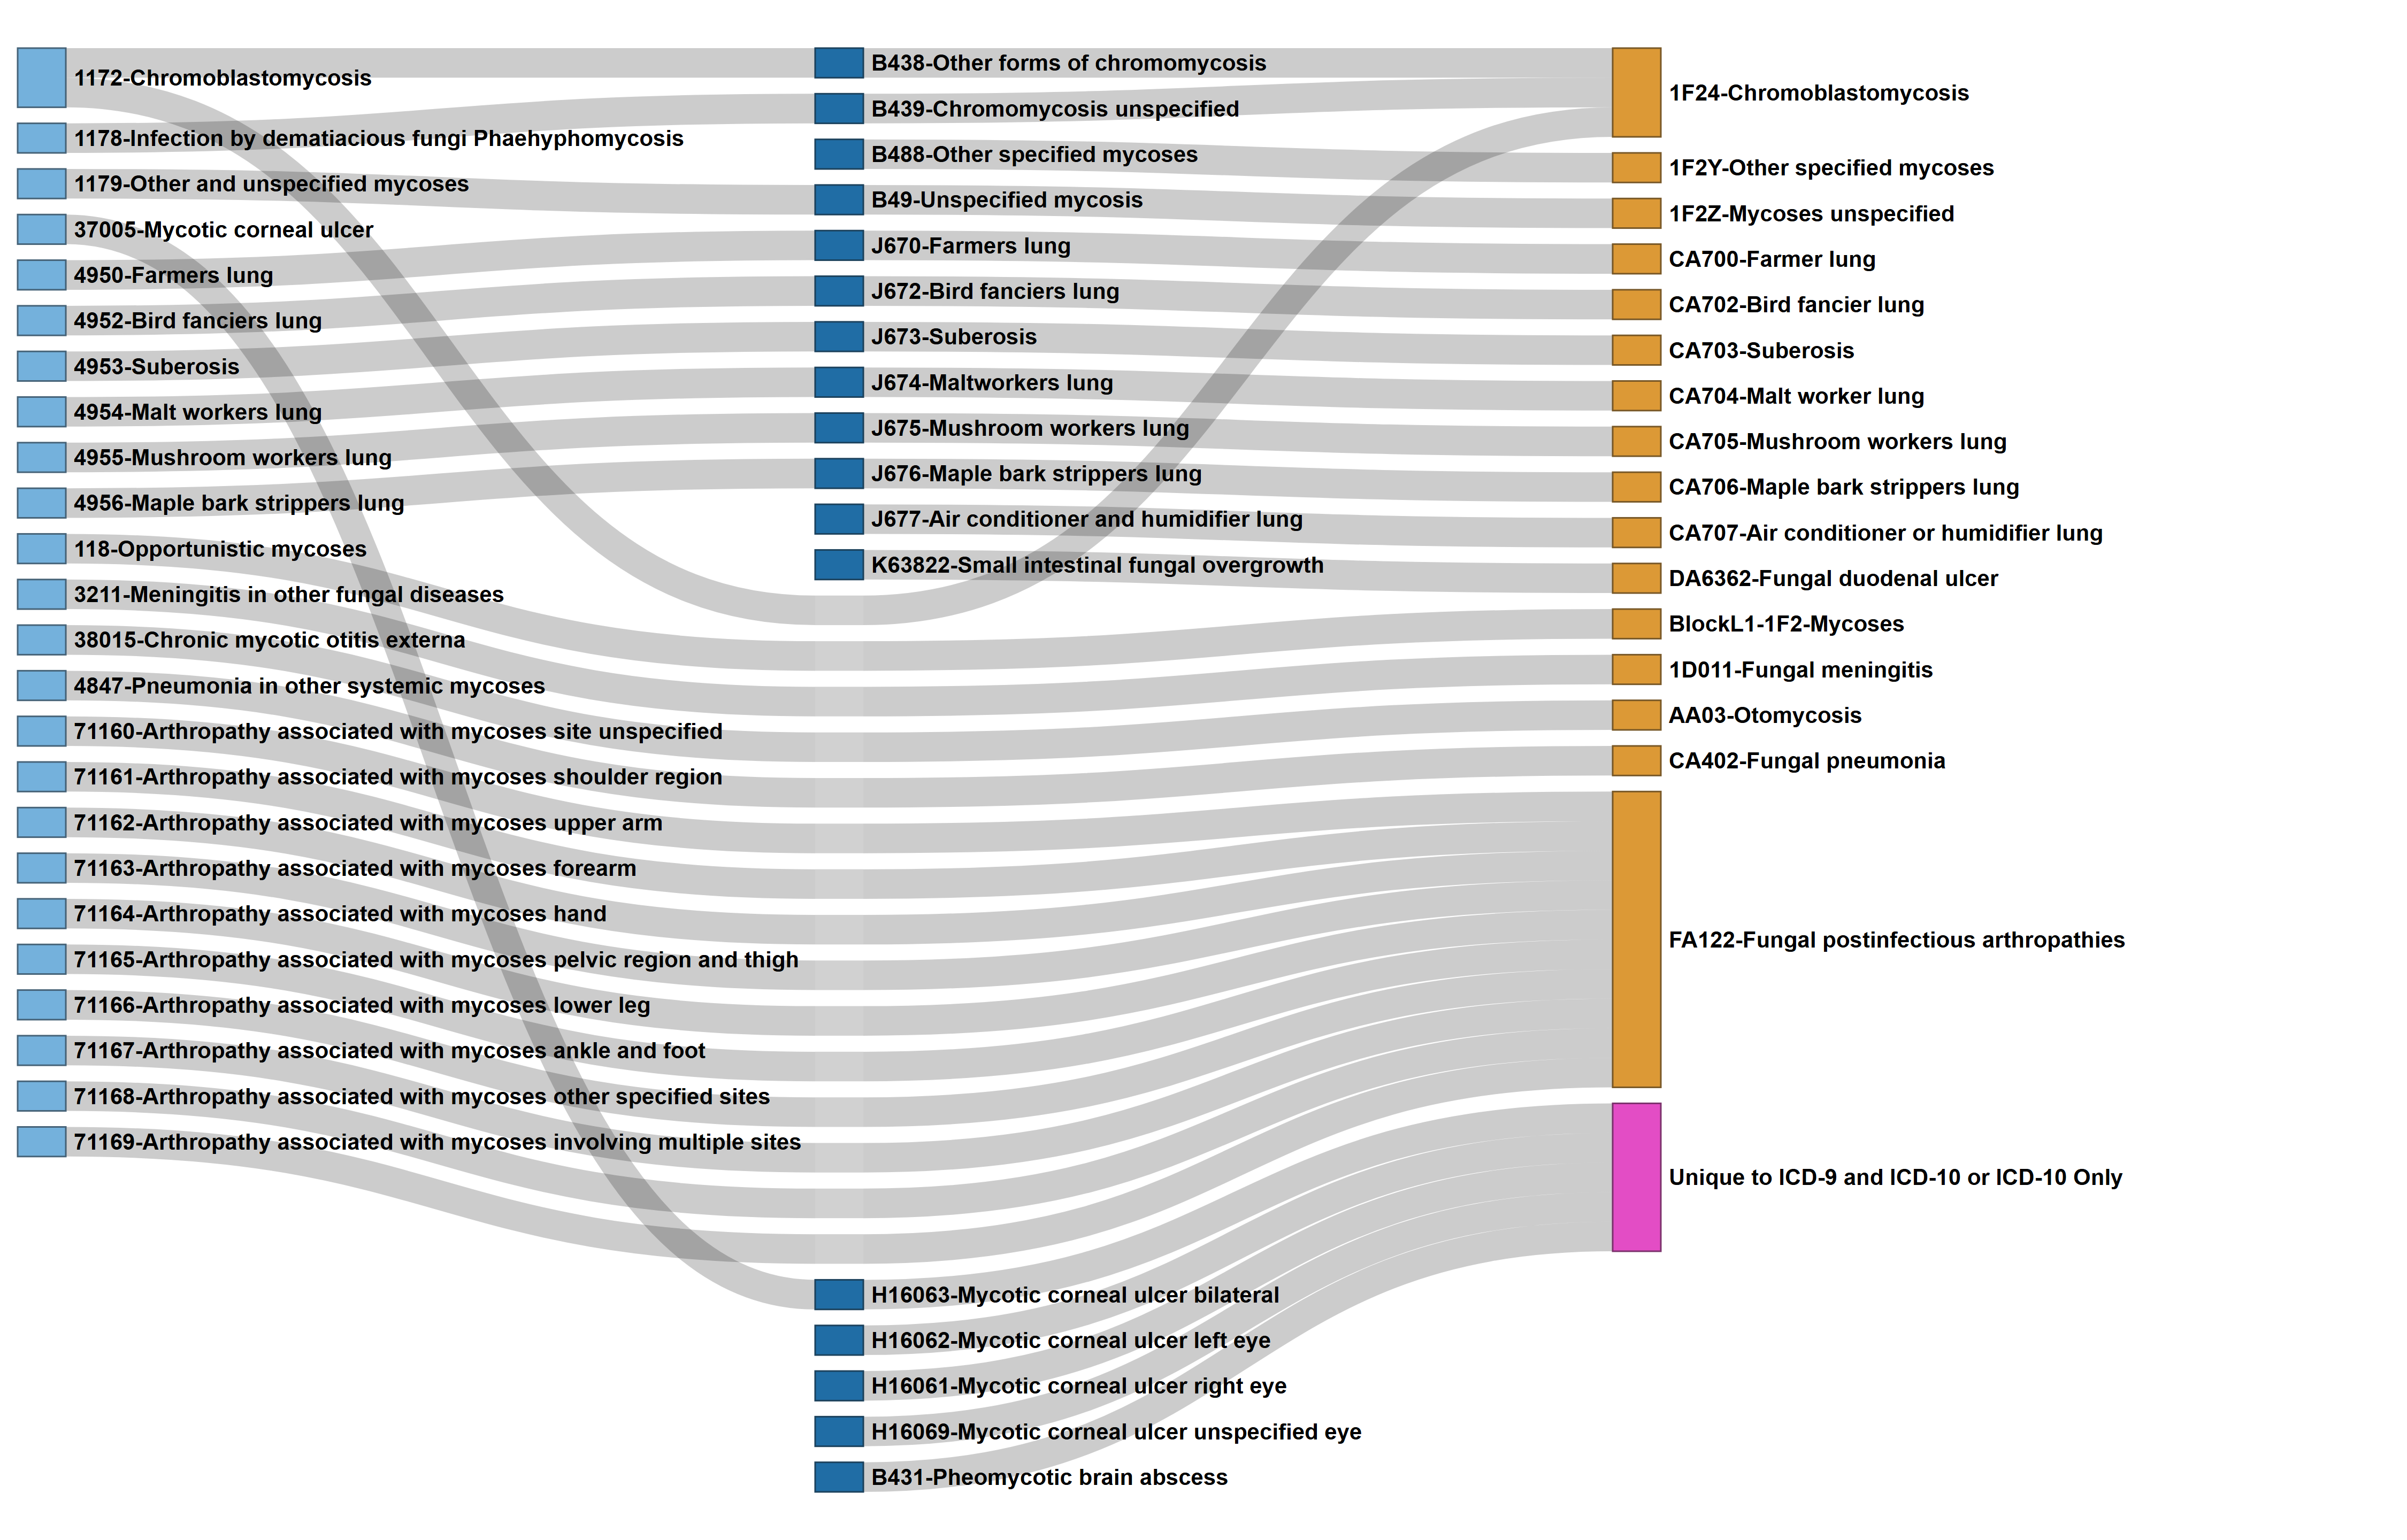 1172-Chromoblastomycosis
1178-Infection by dematiacious fungi Phaehyphomycosis
1179-Other and unspecified mycoses
37005-Mycotic corneal ulcer
4950-Farmers lung
4952-Bird fanciers lung
4953-Suberosis
4954-Malt workers lung
4955-Mushroom workers lung
4956-Maple bark strippers lung
118-Opportunistic mycoses
3211-Meningitis in other fungal diseases
38015-Chronic mycotic otitis externa
4847-Pneumonia in other systemic mycoses
71160-Arthropathy associated with mycoses site unspecified
71161-Arthropathy associated with mycoses shoulder region
71162-Arthropathy associated with mycoses upper arm
71163-Arthropathy associated with mycoses forearm
71164-Arthropathy associated with mycoses hand
71165-Arthropathy associated with mycoses pelvic region and thigh
71166-Arthropathy associated with mycoses lower leg
71167-Arthropathy associated with mycoses ankle and foot
71168-Arthropathy associated with mycoses other specified sites
71169-Arthropathy associated with mycoses involving multiple sites
B438-Other forms of chromomycosis
B439-Chromomycosis unspecified
B488-Other specified mycoses
B49-Unspecified mycosis
J670-Farmers lung
J672-Bird fanciers lung
J673-Suberosis
J674-Maltworkers lung
J675-Mushroom workers lung
J676-Maple bark strippers lung
J677-Air conditioner and humidifier lung
K63822-Small intestinal fungal overgrowth
H16063-Mycotic corneal ulcer bilateral
H16062-Mycotic corneal ulcer left eye
H16061-Mycotic corneal ulcer right eye
H16069-Mycotic corneal ulcer unspecified eye
B431-Pheomycotic brain abscess
1F24-Chromoblastomycosis
1F2Y-Other specified mycoses
1F2Z-Mycoses unspecified
CA700-Farmer lung
CA702-Bird fancier lung
CA703-Suberosis
CA704-Malt worker lung
CA705-Mushroom workers lung
CA706-Maple bark strippers lung
CA707-Air conditioner or humidifier lung
DA6362-Fungal duodenal ulcer
BlockL1-1F2-Mycoses
1D011-Fungal meningitis
AA03-Otomycosis
CA402-Fungal pneumonia
FA122-Fungal postinfectious arthropathies
Unique to ICD-9 and ICD-10 or ICD-10 Only